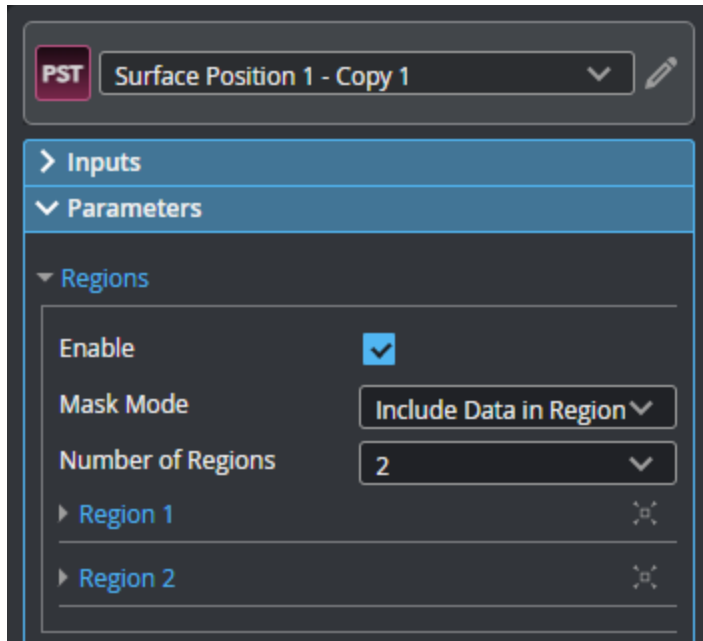 PST Surface Position 1 - Copy 1
Inputs
Parameters
Regions
Enable
Mask Mode Include Data in Region
Number of Regions 2
Region 1
Region 2